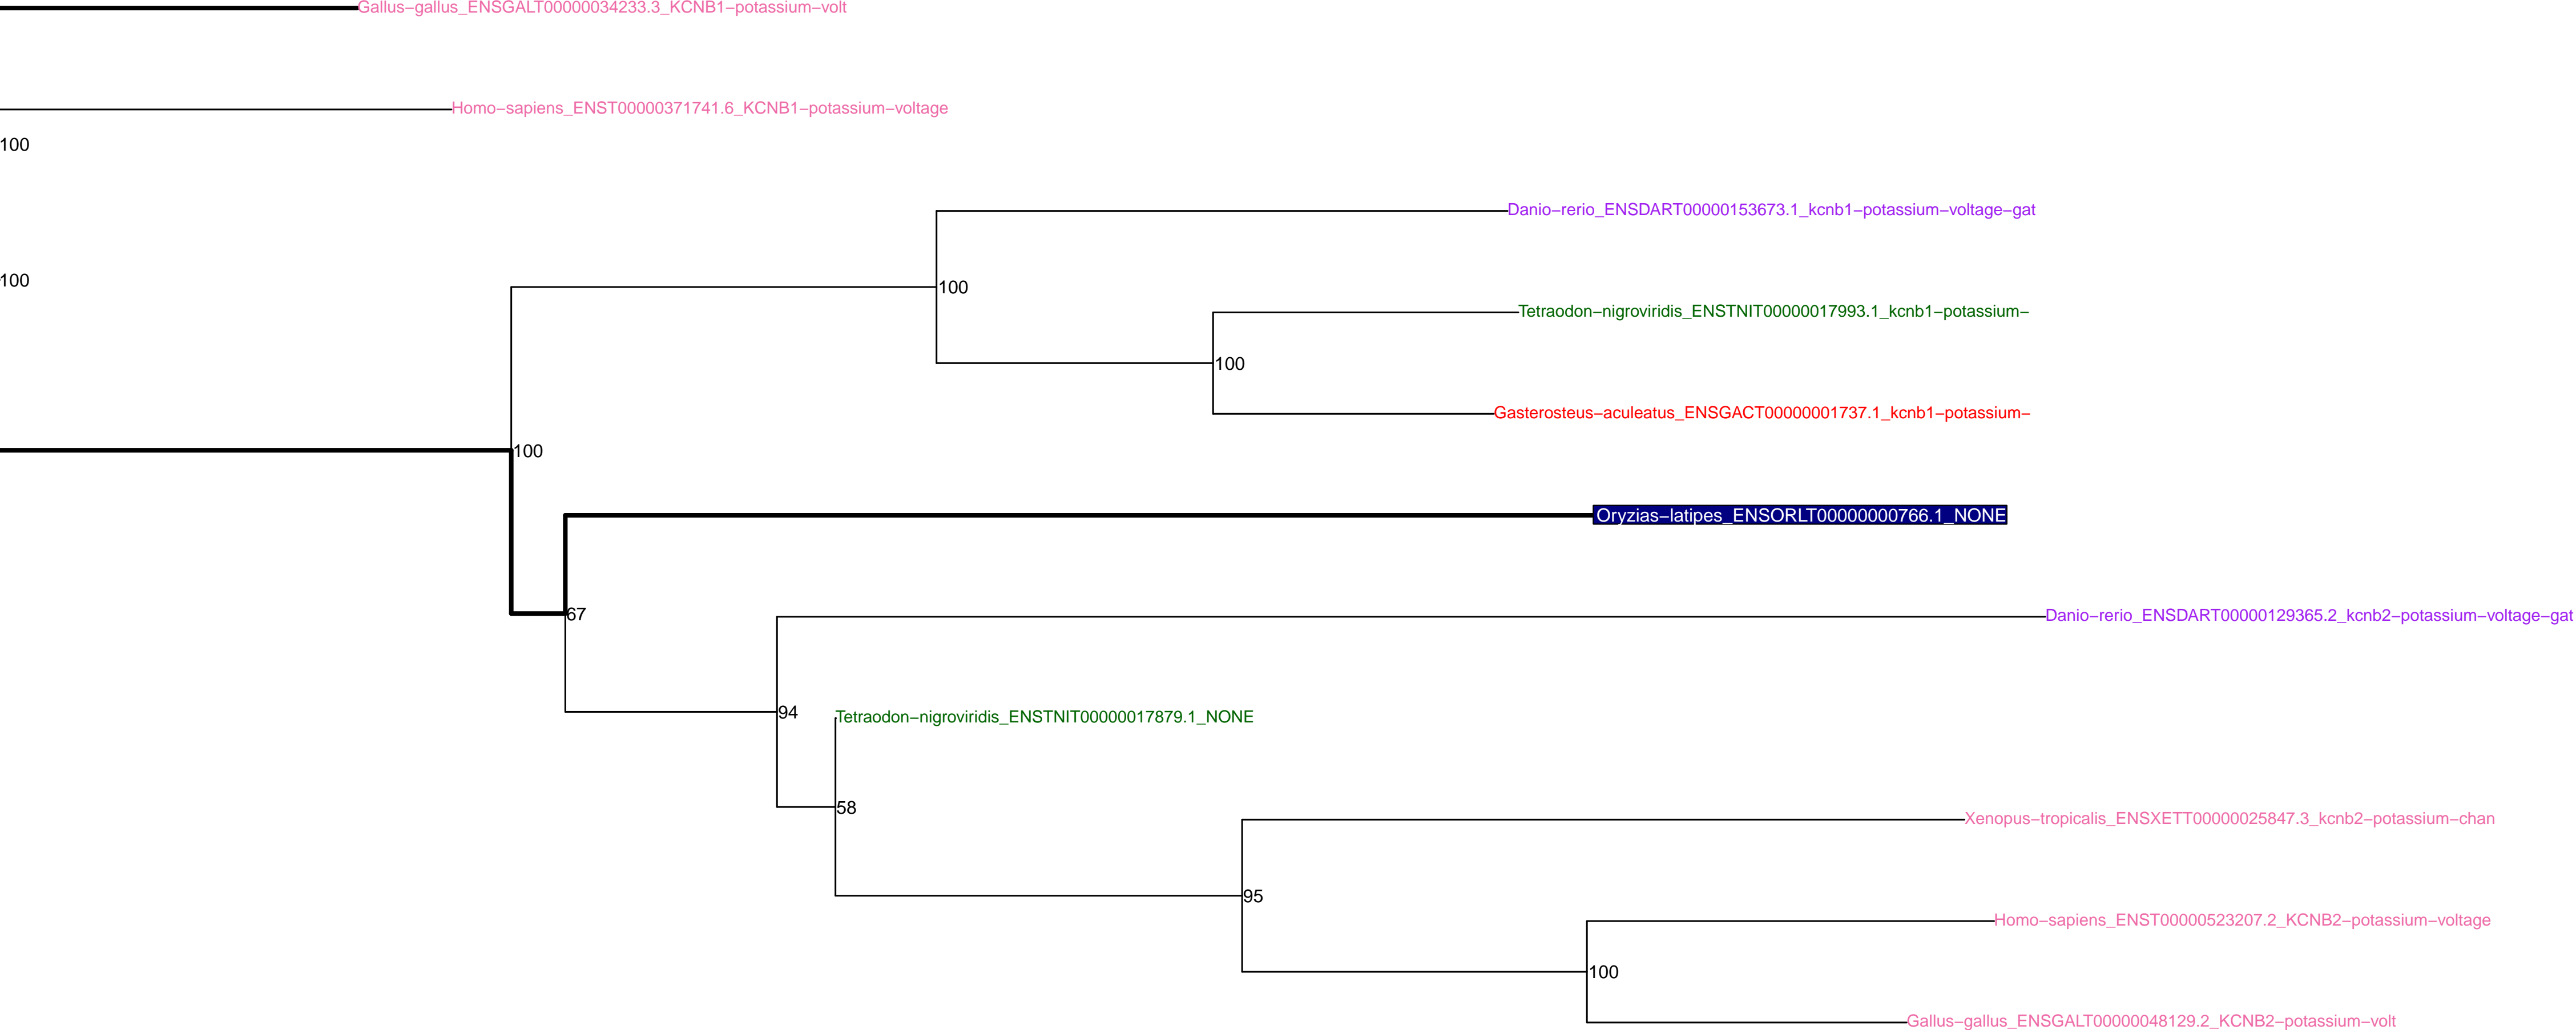 Gallus−gallus_ENSGALT00000034233.3_KCNB1−potassium−volt
Homo−sapiens_ENST00000371741.6_KCNB1−potassium−voltage
100
Danio−rerio_ENSDART00000153673.1_kcnb1−potassium−voltage−gat
100
100
Tetraodon−nigroviridis_ENSTNIT00000017993.1_kcnb1−potassium−
100
Gasterosteus−aculeatus_ENSGACT00000001737.1_kcnb1−potassium−
100
Oryzias−latipes_ENSORLT00000000766.1_NONE
67
Danio−rerio_ENSDART00000129365.2_kcnb2−potassium−voltage−gat
94
Tetraodon−nigroviridis_ENSTNIT00000017879.1_NONE
58
Xenopus−tropicalis_ENSXETT00000025847.3_kcnb2−potassium−chan
95
Homo−sapiens_ENST00000523207.2_KCNB2−potassium−voltage
100
Gallus−gallus_ENSGALT00000048129.2_KCNB2−potassium−volt